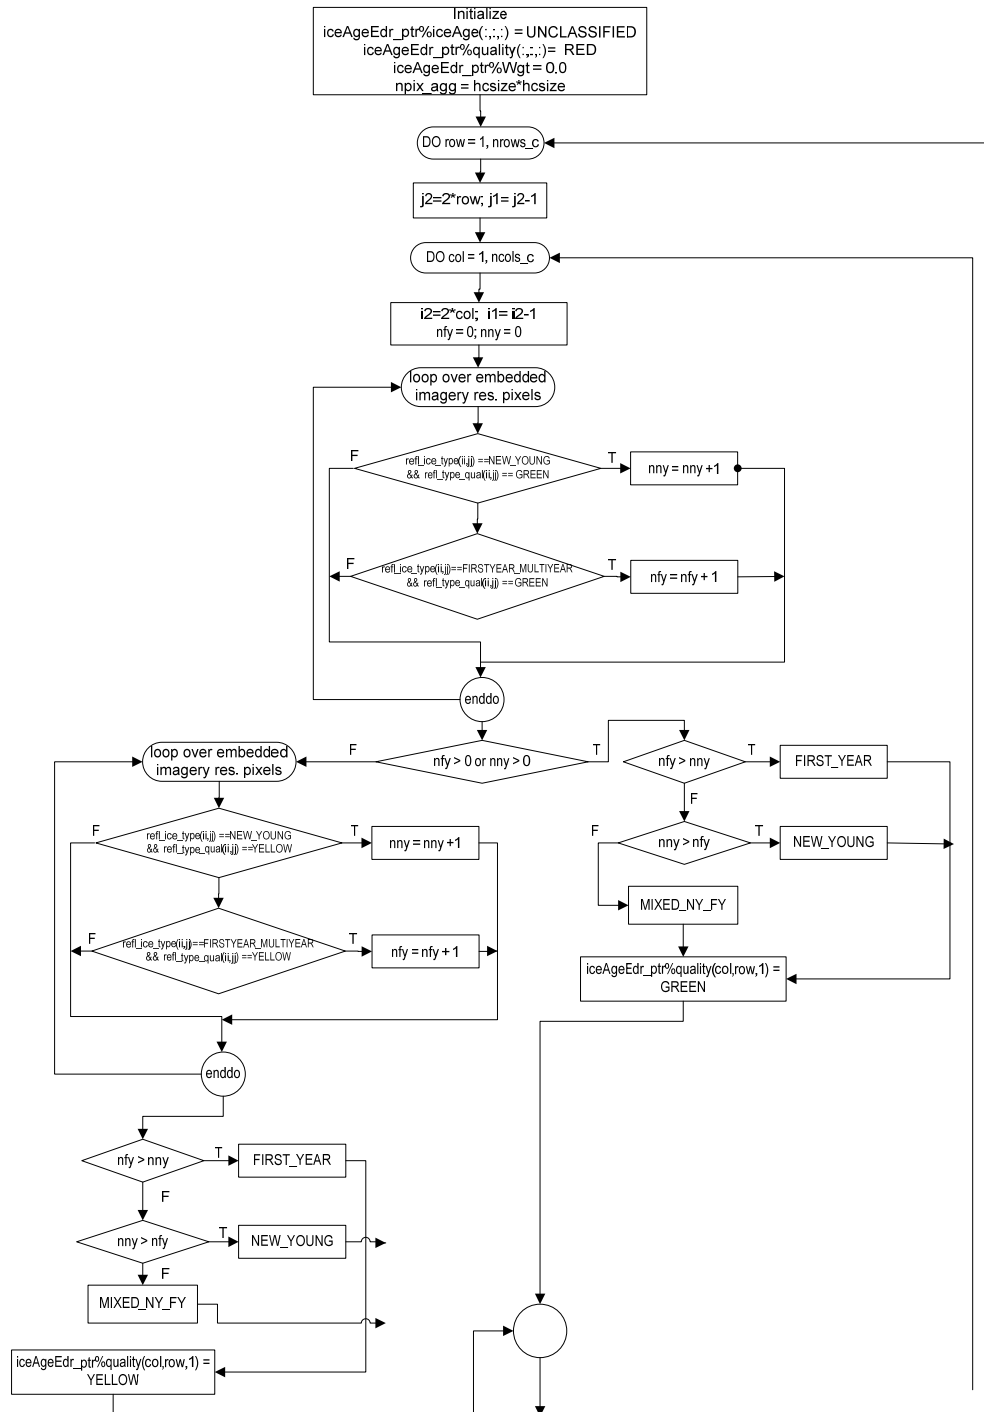 Initialize
iceAgeEdr_ptr%iceAge(:,:,:) = UNCLASSIFIED
iceAgeEdr_ptr%quality(:,:,:)= RED
iceAgeEdr_ptr%Wgt = 0.0
npix_agg = hcsize*hcsize
DO row = 1, nrows_c
j2=2*row; j1= j2-1
DO col = 1, ncols_c
i2=2*col; i1= i2-1
nfy = 0; nny = 0
loop over embedded
imagery res. pixels
F
refl_ice_type(ii,jj) ==NEW_YOUNG
&& refl_type_qual(ii,jj) == GREEN
T
nny = nny +1
F
refl_ice_type(ii,jj)==FIRSTYEAR_MULTIYEAR
&& refl_type_qual(ii,jj) ==GREEN
T
nfy = nfy + 1
enddo
loop over embedded
imagery res. pixels
F
nfy > 0 or nny > 0
T
nfy > nny
T
FIRST_YEAR
F
F
refl_ice_type(ii,jj) ==NEW_YOUNG
&& refl_type_qual(ii,jj) ==YELLOW
T
nny = nny +1
F
nny > nfy
T
NEW_YOUNG
MIXED_NY_FY
F
refl_ice_type(ii,jj)==FIRSTYEAR_MULTIYEAR
&& refl_type_qual(ii,jj) ==YELLOW
T
nfy = nfy + 1
iceAgeEdr_ptr%quality(col,row,1) =
GREEN
enddo
nfy > nny
T
FIRST_YEAR
F
nny > nfy
T
NEW_YOUNG
F
MIXED_NY_FY
iceAgeEdr_ptr%quality(col,row,1) =
YELLOW